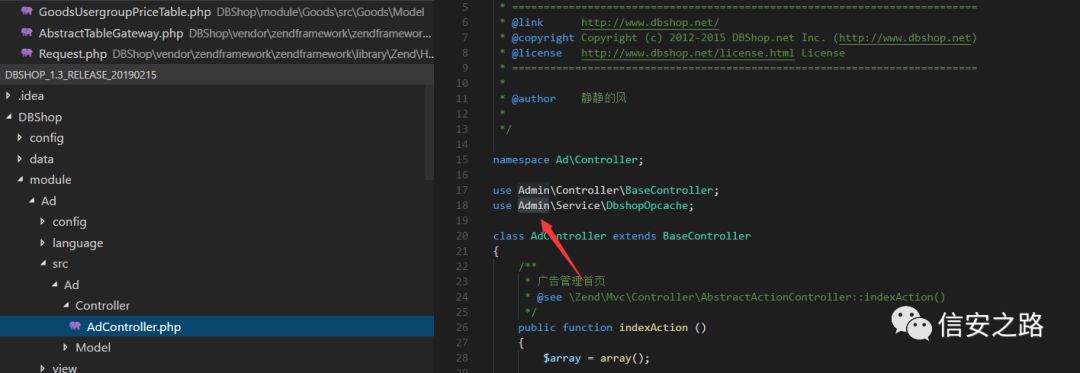 GoodsUsergroupPriceTable.php DBShop\module\Goods\src\Goods\Model
AbstractTableGateway.php DBShop\vendor\zendframework\zendframework...
Request.php DBShop\vendor\zendframework\zendframework\library\Zend\H...
DBSHOP_1.3_RELEASE_20190215
.idea
DBShop
config
data
module
Ad
config
language
src
Ad
Controller
AdController.php
Model
view
5 * ==========================================================================
6 * @link http://www.dbshop.net/
7 * @copyright Copyright (c) 2012-2015 DBShop.net Inc. (http://www.dbshop.net)
8 * @license http://www.dbshop.net/license.html License
9 * ==========================================================================
10 *
11 * @author 静静的风
12 *
13 */
14
15 namespace Ad\Controller;
16
17 use Admin\Controller\BaseController;
18 use Admin\Service\DbshopOpcache;
19
20 class AdController extends BaseController
21 {
22 /**
23 * 广告管理首页
24 * @see \Zend\Mvc\Controller\AbstractActionController::indexAction()
25 */
26 public function indexAction ()
27 {
28 $array = array();
信安之路